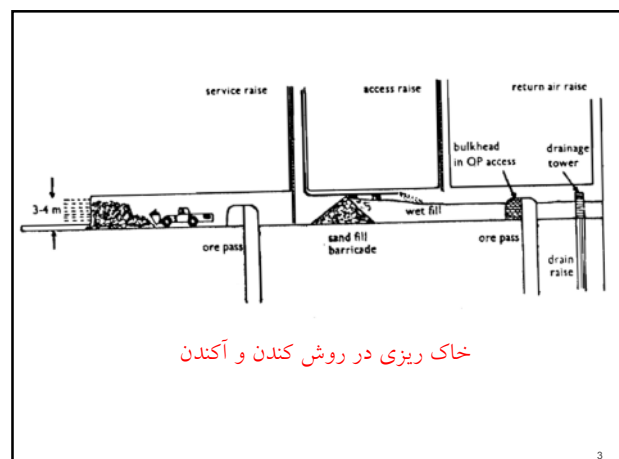 service raise
access raise
return air raise
bulkhead
in OP access
drainage
tower
3-4 m
wet fill
ore pass
sand fill
barricade
ore pass
drain
raise
خاک ریزی در روش کندن و آکندن
3